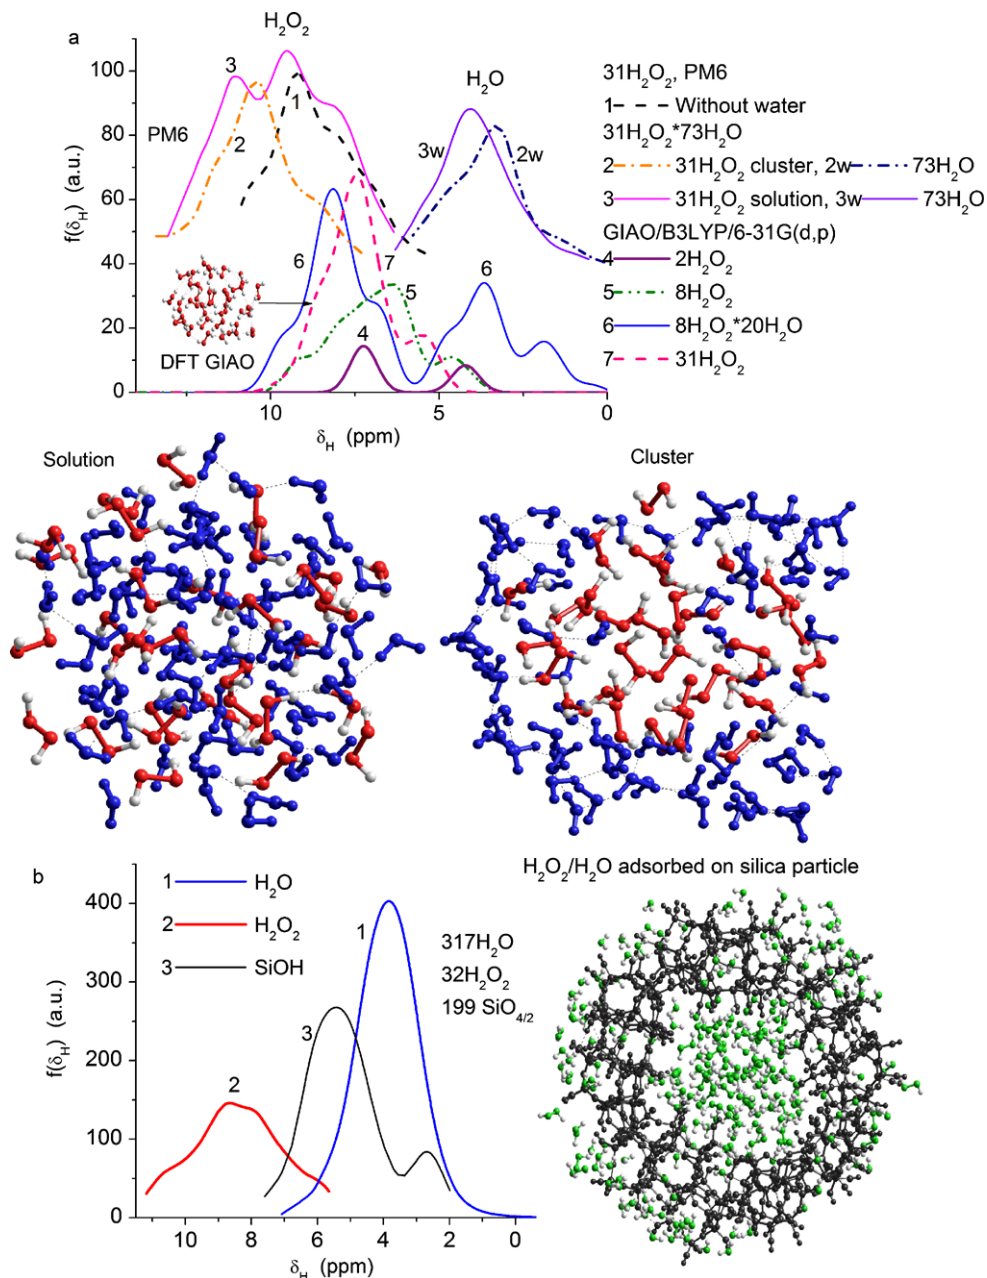 a
H₂O₂
H₂O
f(δ_H) (a.u.)
100
80
60
40
20
0
PM6
3
2
1
3w
2w
6
7
5
6
4
DFT GIAO
10
5
0
δ_H (ppm)
31H₂O₂, PM6
1 Without water
31H₂O₂*73H₂O
2 31H₂O₂ cluster, 2w 73H₂O
3 31H₂O₂ solution, 3w 73H₂O
GIAO/B3LYP/6-31G(d,p)
4 2H₂O₂
5 8H₂O₂
6 8H₂O₂*20H₂O
7 31H₂O₂
Solution
Cluster
b
f(δ_H) (a.u.)
400
300
200
100
0
1 H₂O
2 H₂O₂
3 SiOH
1
317H₂O
32H₂O₂
199 SiO₄/₂
3
2
10
8
6
4
2
0
δ_H (ppm)
H₂O₂/H₂O adsorbed on silica particle